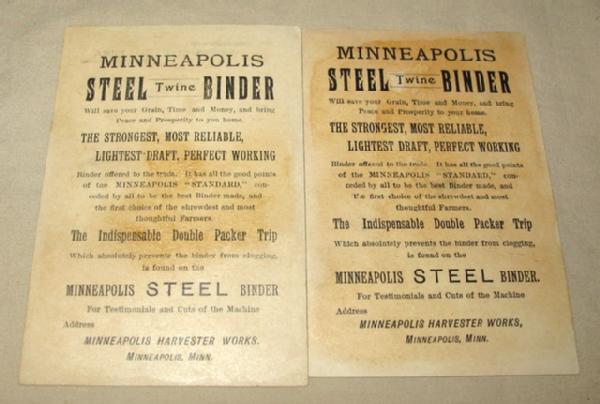 MINNEAPOLIS
STEEL Twine BINDER
Will save your Grain, Time and Money, and bring
Peace and Prosperity to you home.
THE STRONGEST, MOST RELIABLE,
LIGHTEST DRAFT, PERFECT WORKING
Binder offered to the trade. It has all the good points
of the MINNEAPOLIS "STANDARD," con-
ceded by all to be the best Binder made, and
the first choice of the shrewdest and most
thoughtful Farmers.
The Indispensable Double Packer Trip
Which absolutely prevents the binder from clogging,
is found on the
MINNEAPOLIS STEEL BINDER
For Testimonials and Cuts of the Machine
Address
MINNEAPOLIS HARVESTER WORKS.
MINNEAPOLIS, MINN.
MINNEAPOLIS
STEEL Twine BINDER
Will save your Grain, Time and Money, and bring
Peace and Prosperity to your home.
THE STRONGEST, MOST RELIABLE,
LIGHTEST DRAFT, PERFECT WORKING
Binder offered to the trade. It has all the good points
of the MINNEAPOLIS "STANDARD," con-
ceded by all to be the best Binder made, and
the first choice of the shrewdest and most
thoughtful Farmers.
The Indispensable Double Packer Trip
Which absolutely prevents the binder from clogging,
is found on the
MINNEAPOLIS STEEL BINDER.
For Testimonials and Cuts of the Machine
Address
MINNEAPOLIS HARVESTER WORKS,
MINNEAPOLIS, MINN.